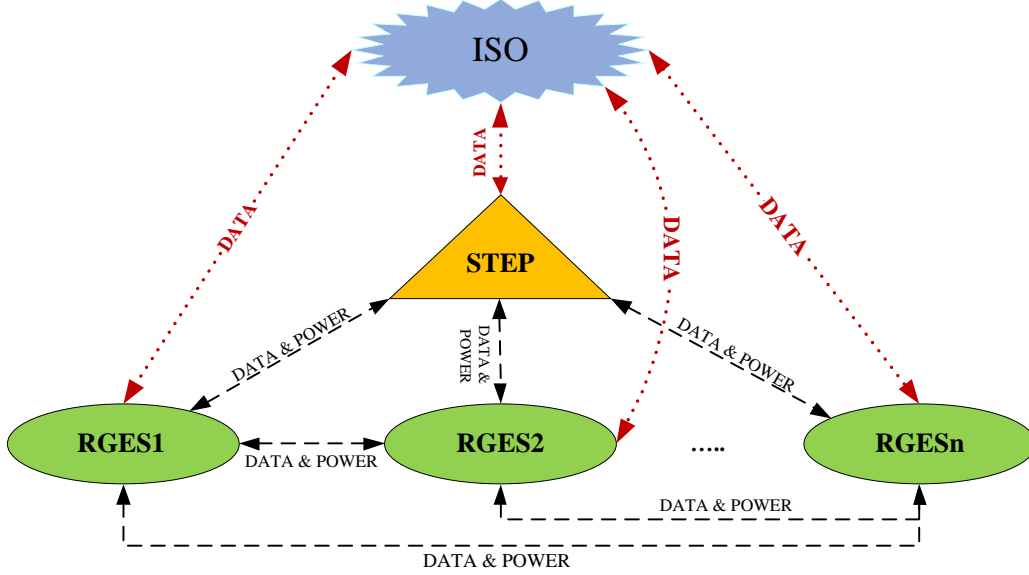 ISO
DATA
DATA
DATA
DATA
STEP
DATA & POWER
DATA &
POWER
DATA & POWER
RGES1
RGES2
.....
RGESn
DATA & POWER
DATA & POWER
DATA & POWER